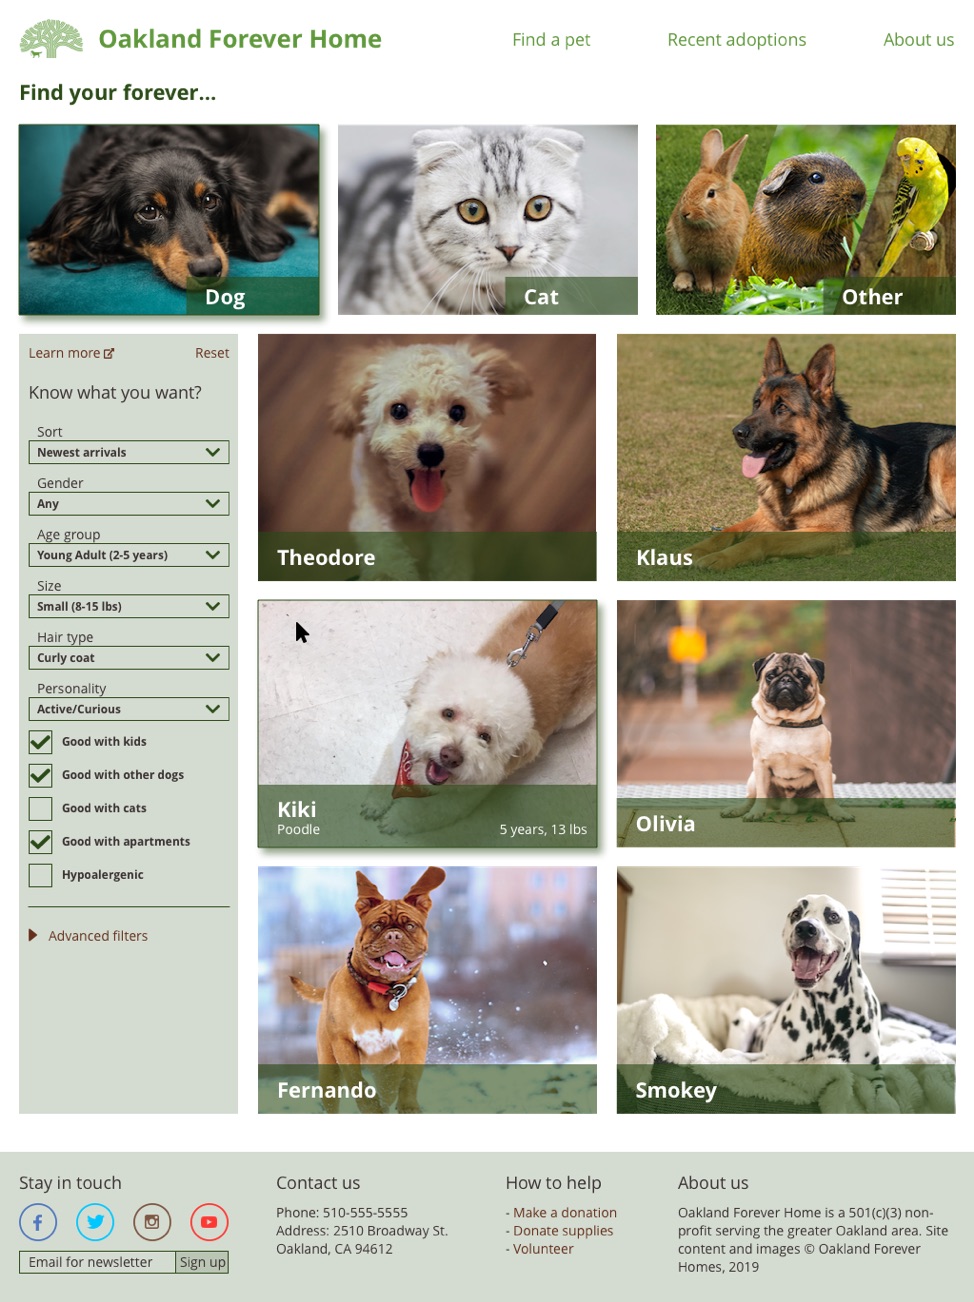 Oakland Forever Home
Find a pet
Recent adoptions
About us
Find your forever...
Dog
Cat
Other
Learn more
Reset
Know what you want?
Sort
Newest arrivals
Gender
Any
Age group
Young Adult (2-5 years)
Size
Small (8-15 lbs)
Hair type
Curly coat
Personality
Active/Curious
Good with kids
Good with other dogs
Good with cats
Good with apartments
Hypoalergenic
Advanced filters
Theodore
Klaus
Kiki
Poodle
5 years, 13 lbs
Olivia
Fernando
Smokey
Stay in touch
Email for newsletter
Sign up
Contact us
Phone: 510-555-5555
Address: 2510 Broadway St.
Oakland, CA 94612
How to help
- Make a donation
- Donate supplies
- Volunteer
About us
Oakland Forever Home is a 501(c)(3) non-
profit serving the greater Oakland area. Site
content and images © Oakland Forever
Homes, 2019